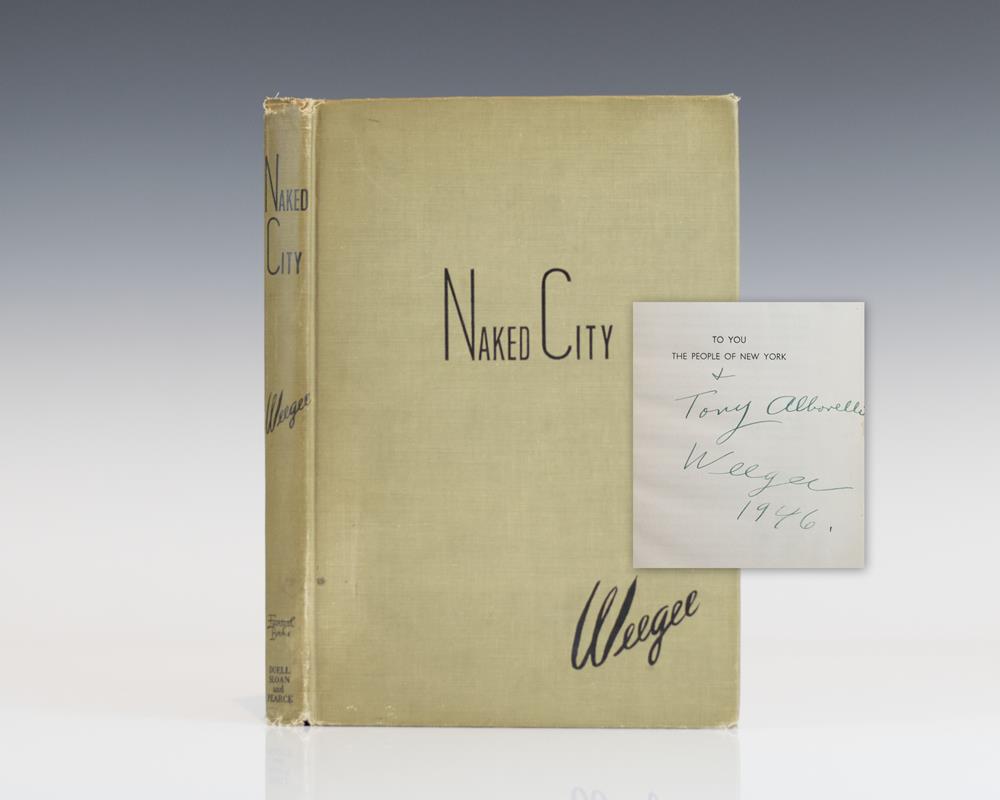 NAKED
CITY
Weegee
Essential
Books
DUELL
SLOAN
and
PEARCE
NAKED CITY
Weegee
TO YOU
THE PEOPLE OF NEW YORK
+
Tony Alborelli
Weegee
1946.